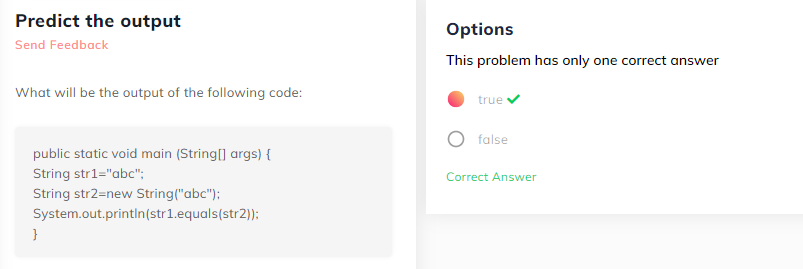 Predict the output
Send Feedback
What will be the output of the following code:
public static void main (String[] args) {
String str1="abc";
String str2=new String("abc");
System.out.println(str1.equals(str2));
}
Options
This problem has only one correct answer
true
false
Correct Answer